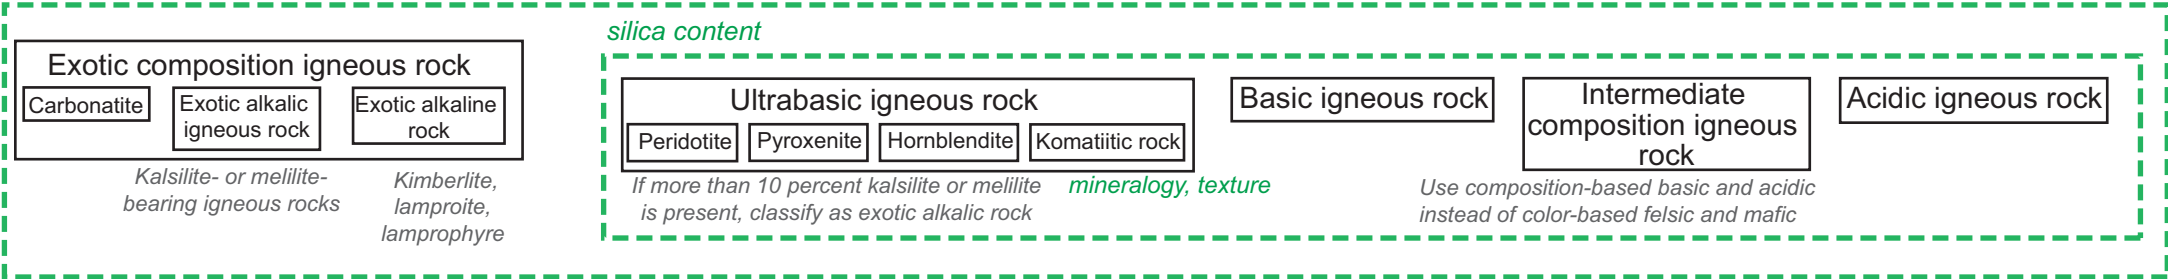 silica content
Exotic composition igneous rock
Carbonatite
Exotic alkalic
igneous rock
Exotic alkaline
rock
Kalsilite- or melilite-
bearing igneous rocks
Kimberlite,
lamproite,
lamprophyre
Ultrabasic igneous rock
Peridotite
Pyroxenite
Hornblendite
Komatiitic rock
If more than 10 percent kalsilite or melilite
is present, classify as exotic alkalic rock
mineralogy, texture
Basic igneous rock
Intermediate
composition igneous
rock
Use composition-based basic and acidic
instead of color-based felsic and mafic
Acidic igneous rock